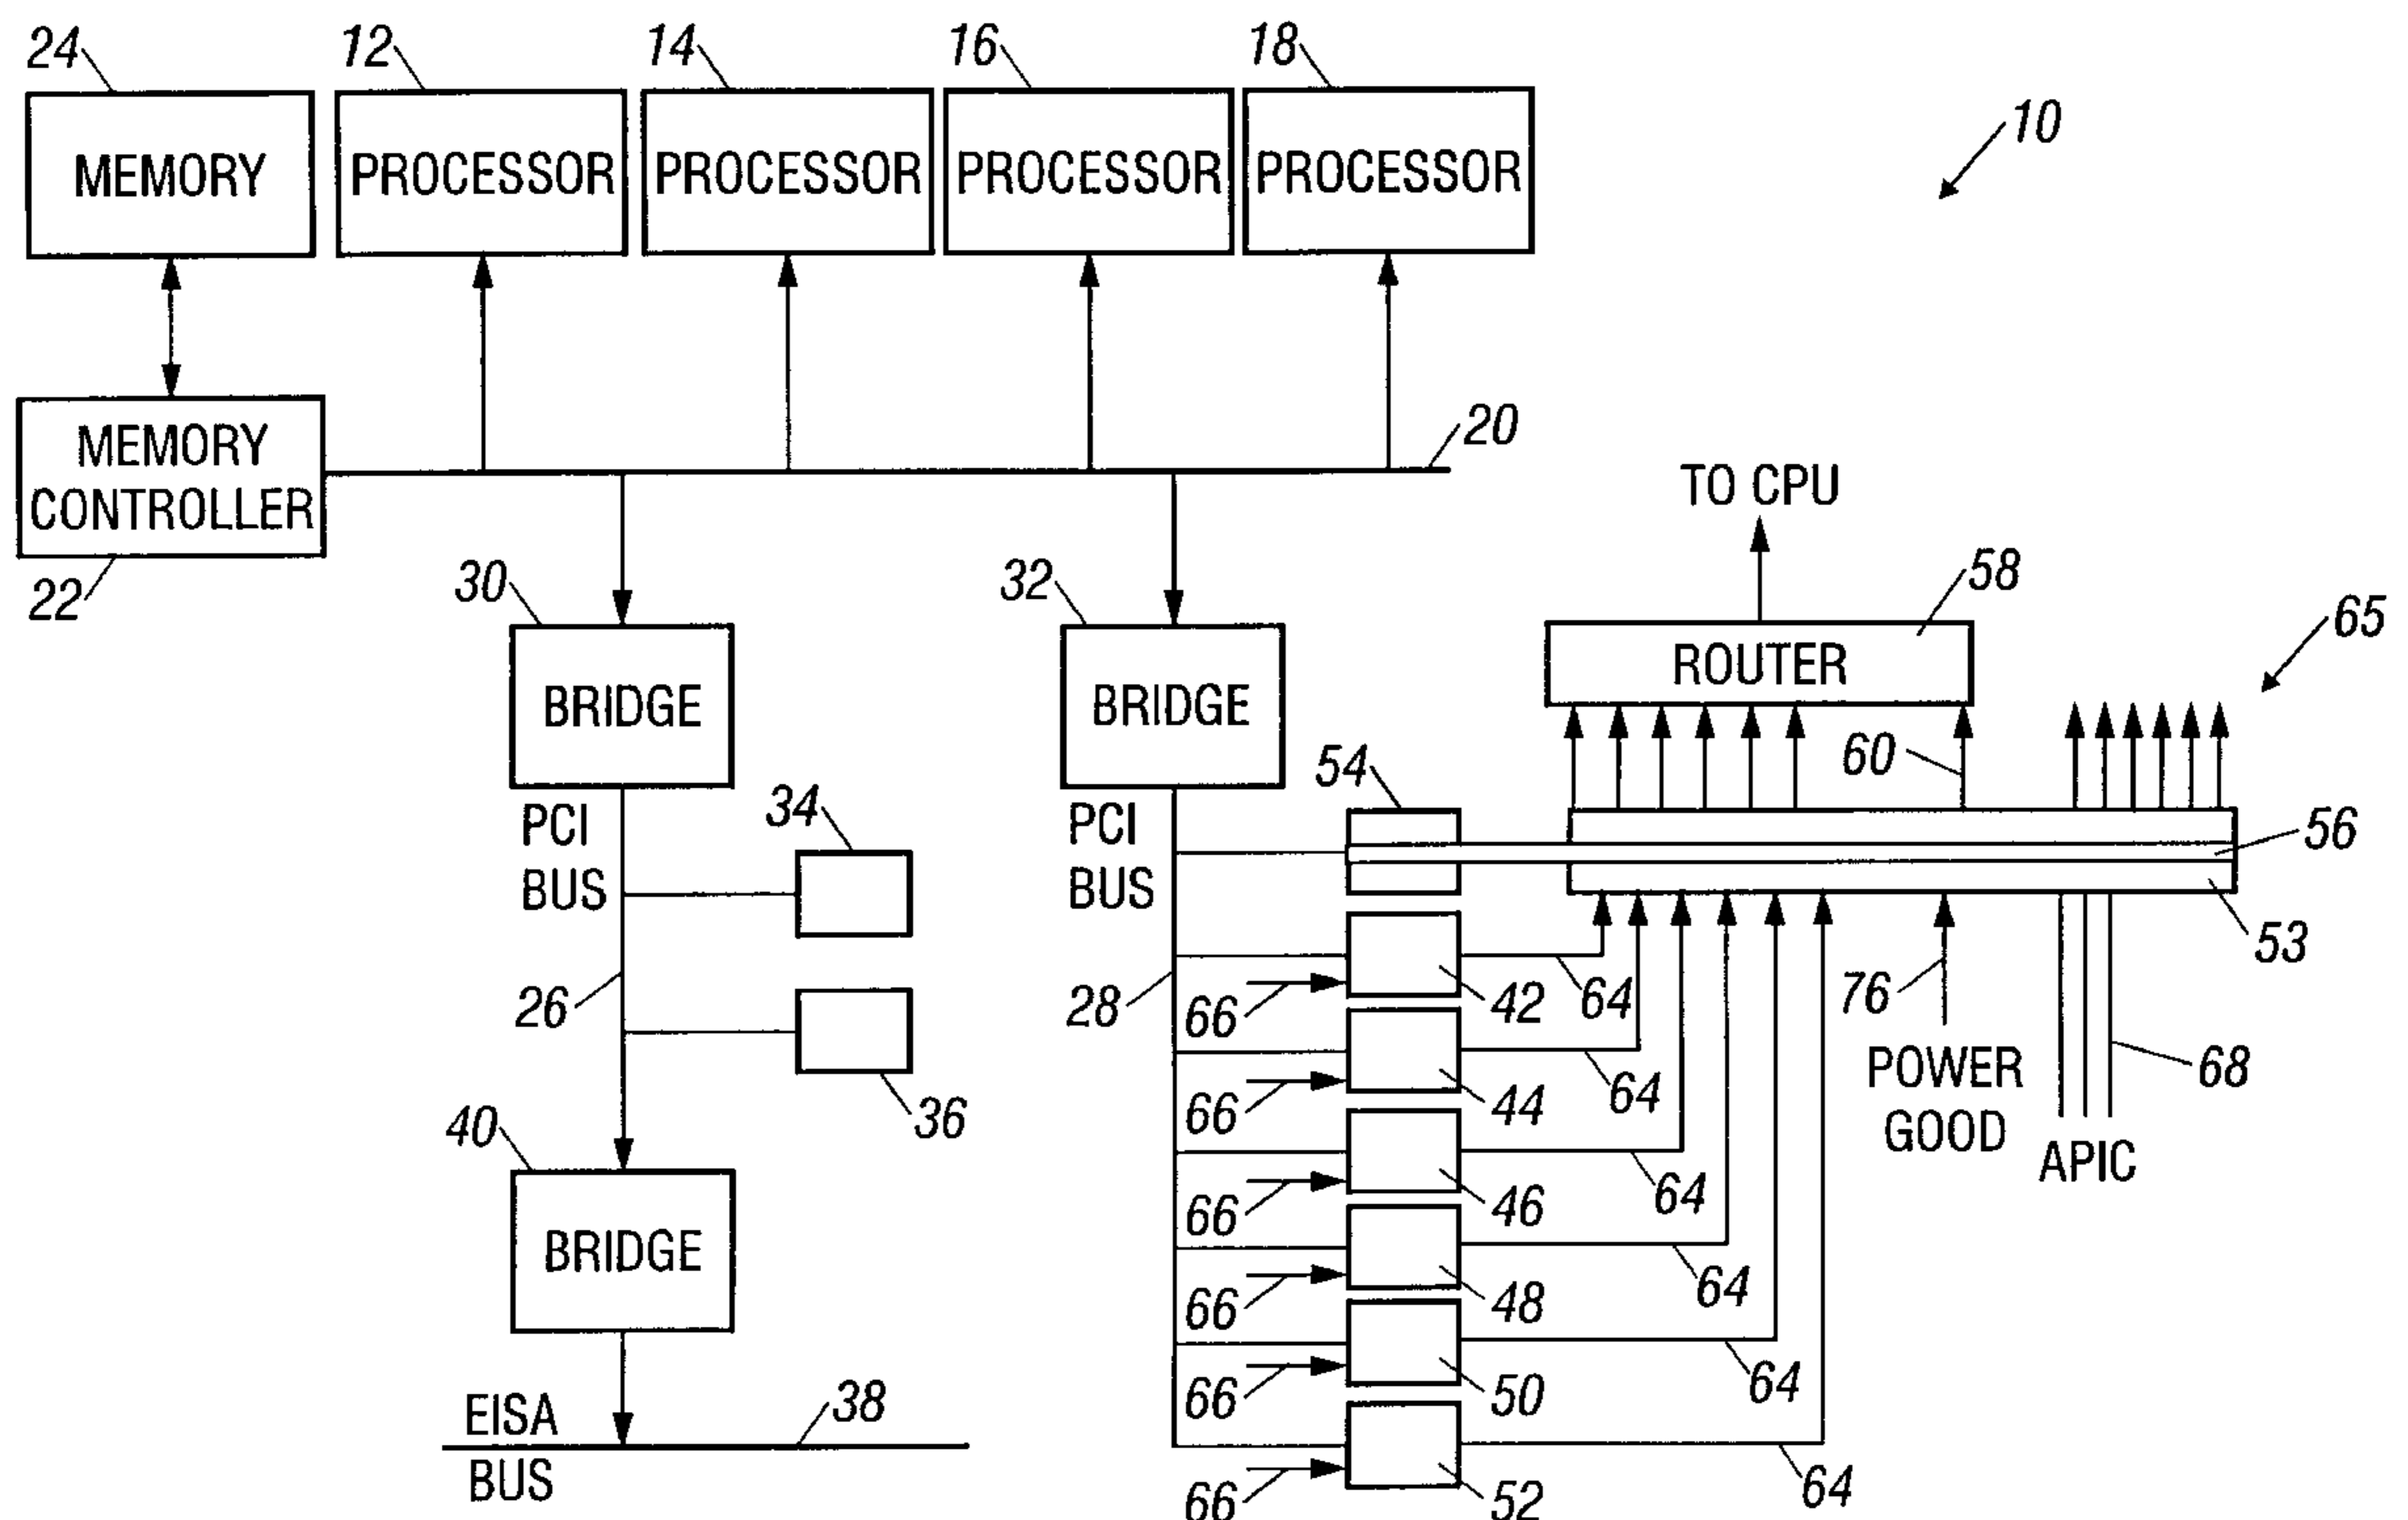 24
12
14
16
18
10
MEMORY
PROCESSOR
PROCESSOR
PROCESSOR
PROCESSOR
20
MEMORY
CONTROLLER
22
TO CPU
30
32
58
65
BRIDGE
BRIDGE
ROUTER
60
54
34
PCI
BUS
PCI
BUS
56
53
26
28
66
42
64
76
36
66
44
64
POWER
GOOD
68
APIC
40
66
46
64
BRIDGE
66
48
64
66
50
64
EISA
BUS
38
66
52
64